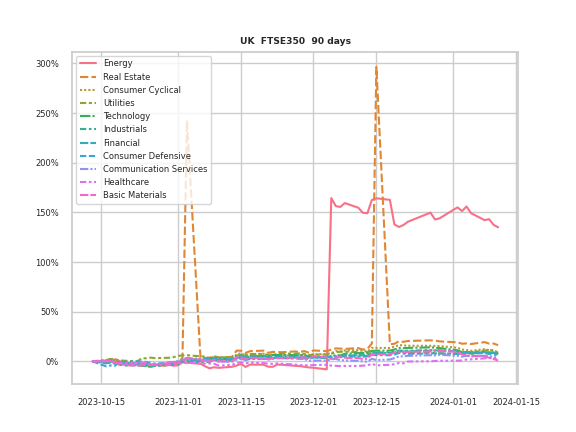 UK  FTSE350  90 days
300%
250%
200%
150%
100%
50%
0%
Energy
Real Estate
Consumer Cyclical
Utilities
Technology
Industrials
Financial
Consumer Defensive
Communication Services
Healthcare
Basic Materials
2023-10-15
2023-11-01
2023-11-15
2023-12-01
2023-12-15
2024-01-01
2024-01-15